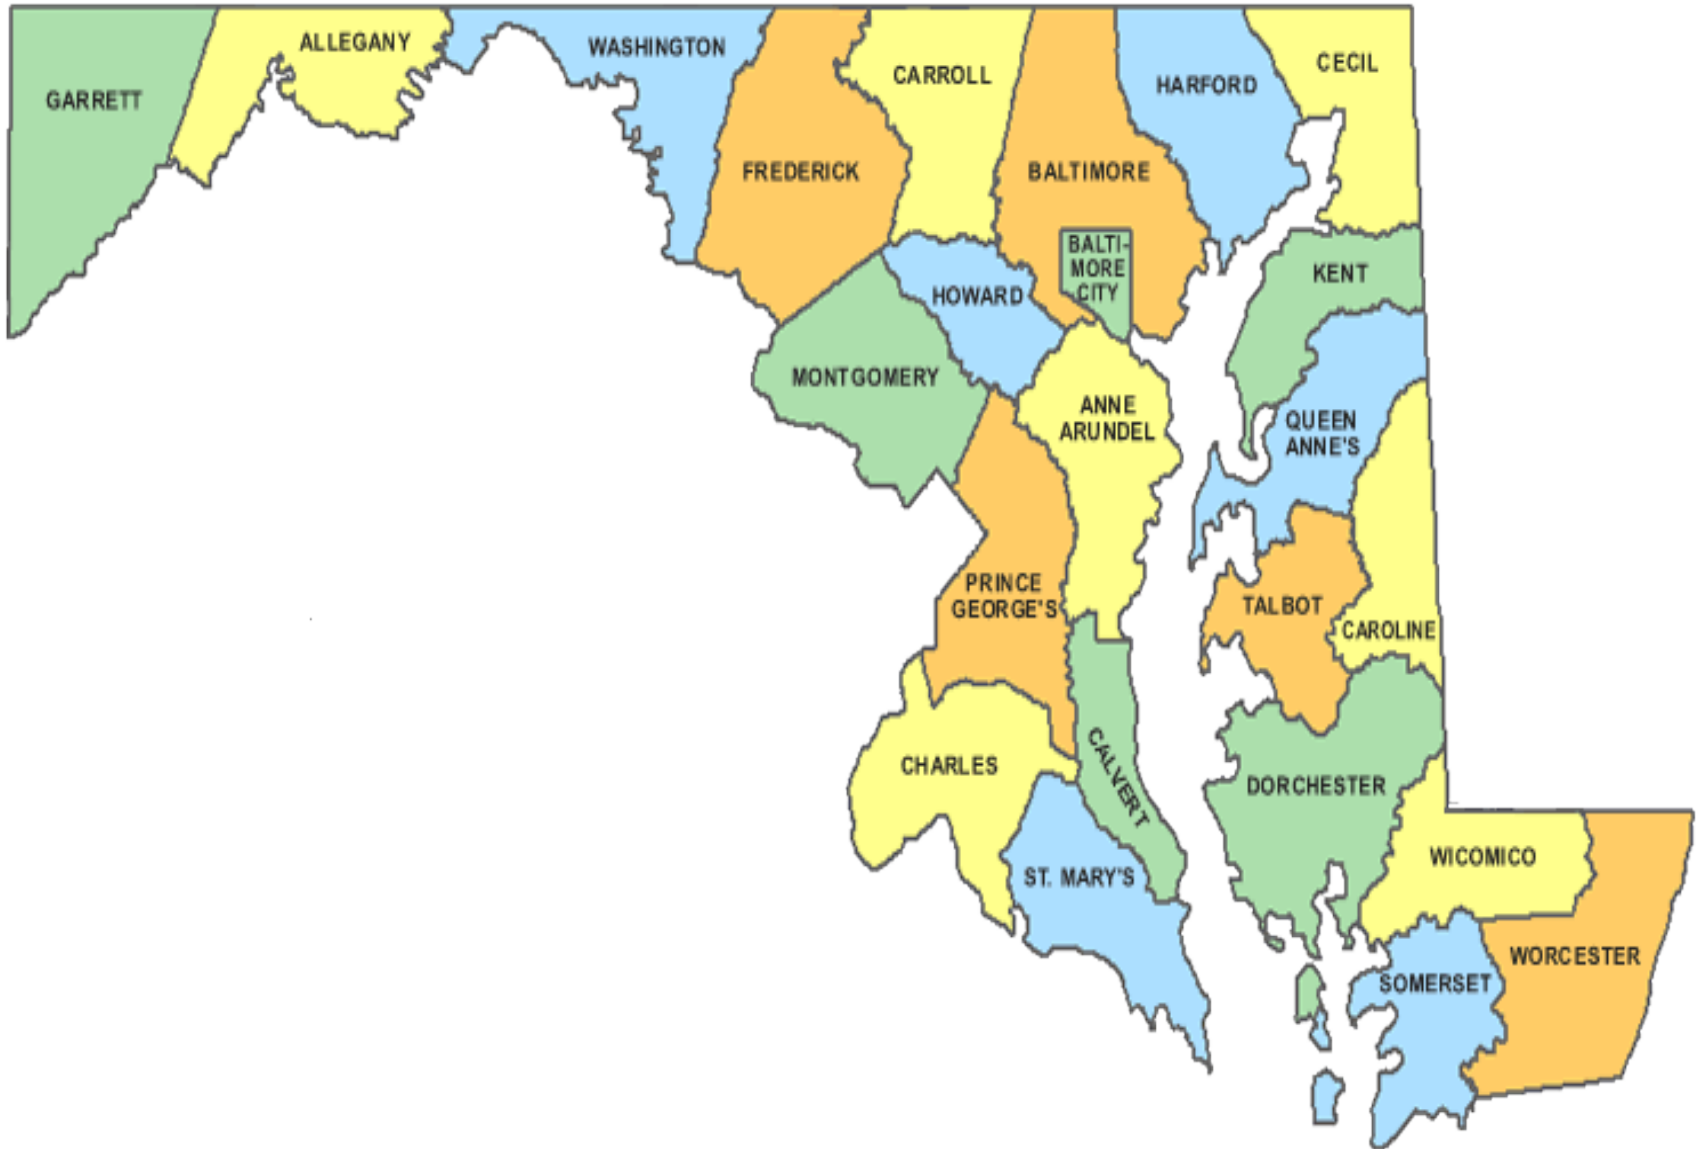 GARRETT
ALLEGANY
WASHINGTON
FREDERICK
CARROLL
BALTIMORE
HARFORD
CECIL
BALTI-
MORE
CITY
HOWARD
KENT
MONTGOMERY
ANNE
ARUNDEL
QUEEN
ANNE'S
PRINCE
GEORGE'S
TALBOT
CAROLINE
CHARLES
CALVERT
DORCHESTER
ST. MARY'S
WICOMICO
SOMERSET
WORCESTER